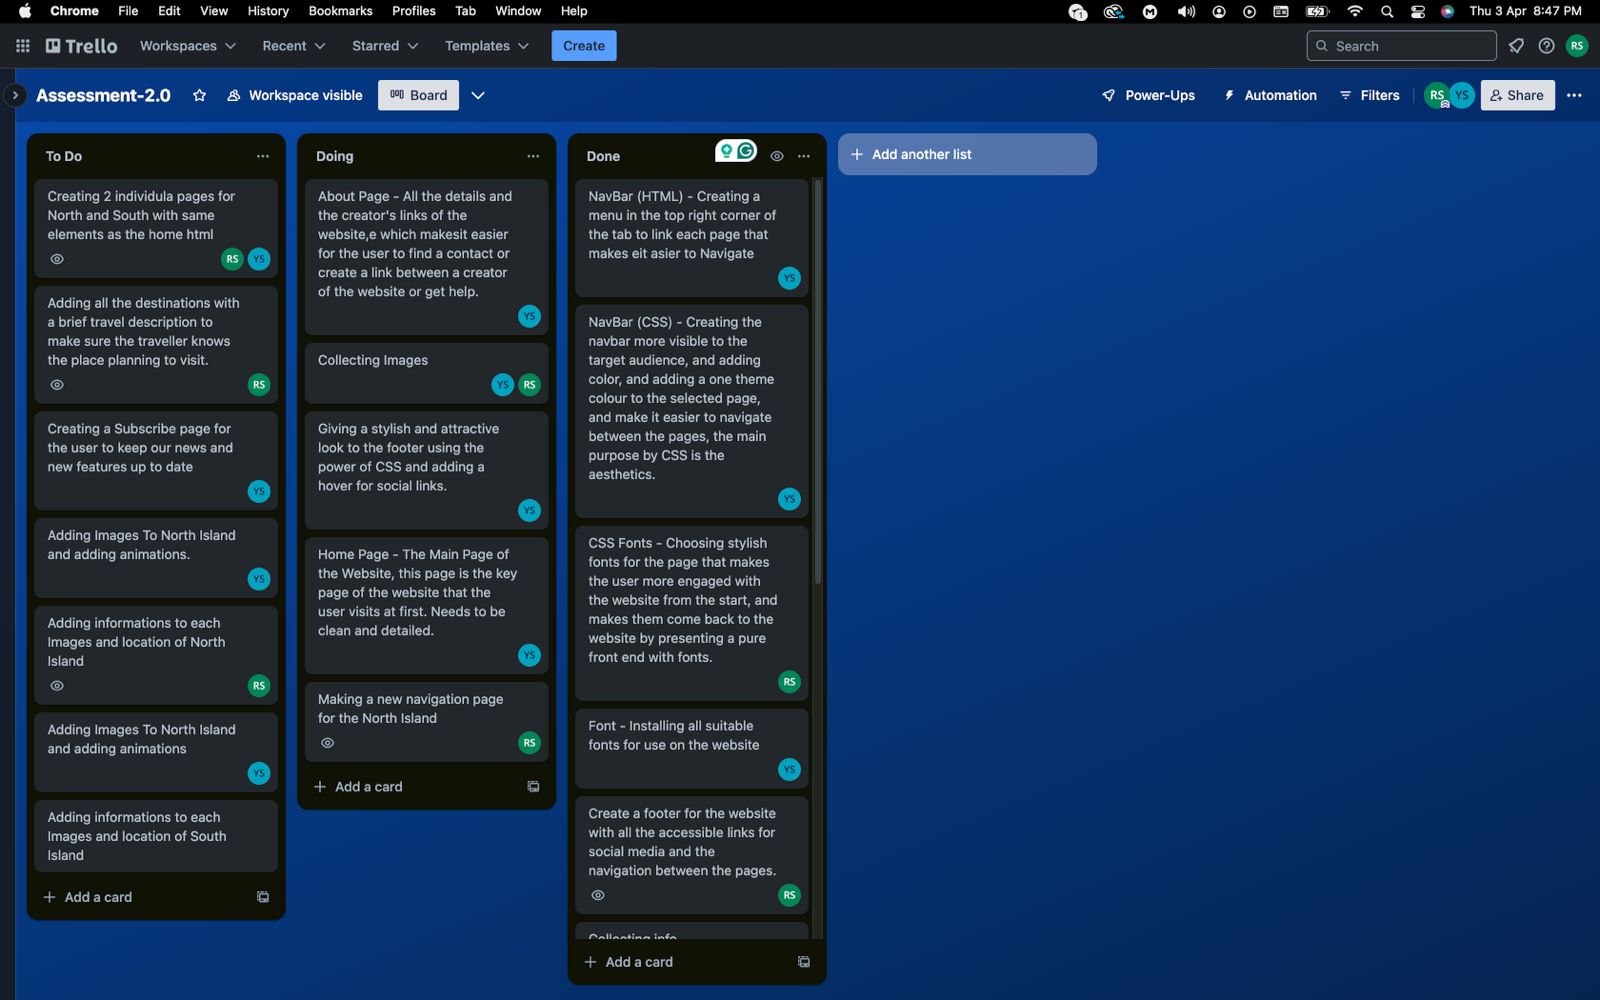 Chrome File Edit View History Bookmarks Profiles Tab Window Help 1 Thu 3 Apr 8:47 PM
Trello Workspaces Recent Starred Templates Create Search RS
Assessment-2.0 Workspace visible Board Power-Ups Automation Filters RS YS Share
To Do
Creating 2 individula pages for
North and South with same
elements as the home html
RS YS
Adding all the destinations with
a brief travel description to
make sure the traveller knows
the place planning to visit.
RS
Creating a Subscribe page for
the user to keep our news and
new features up to date
YS
Adding Images To North Island
and adding animations.
YS
Adding informations to each
Images and location of North
Island
RS
Adding Images To North Island
and adding animations
YS
Adding informations to each
Images and location of South
Island
Add a card
Doing
About Page - All the details and
the creator's links of the
website,e which makesit easier
for the user to find a contact or
create a link between a creator
of the website or get help.
YS
Collecting Images
YS RS
Giving a stylish and attractive
look to the footer using the
power of CSS and adding a
hover for social links.
YS
Home Page - The Main Page of
the Website, this page is the key
page of the website that the
user visits at first. Needs to be
clean and detailed.
YS
Making a new navigation page
for the North Island
RS
Add a card
Done
NavBar (HTML) - Creating a
menu in the top right corner of
the tab to link each page that
makes eit asier to Navigate
YS
NavBar (CSS) - Creating the
navbar more visible to the
target audience, and adding
color, and adding a one theme
colour to the selected page,
and make it easier to navigate
between the pages, the main
purpose by CSS is the
aesthetics.
YS
CSS Fonts - Choosing stylish
fonts for the page that makes
the user more engaged with
the website from the start, and
makes them come back to the
website by presenting a pure
front end with fonts.
RS
Font - Installing all suitable
fonts for use on the website
YS
Create a footer for the website
with all the accessible links for
social media and the
navigation between the pages.
RS
Collecting info
Add a card
Add another list